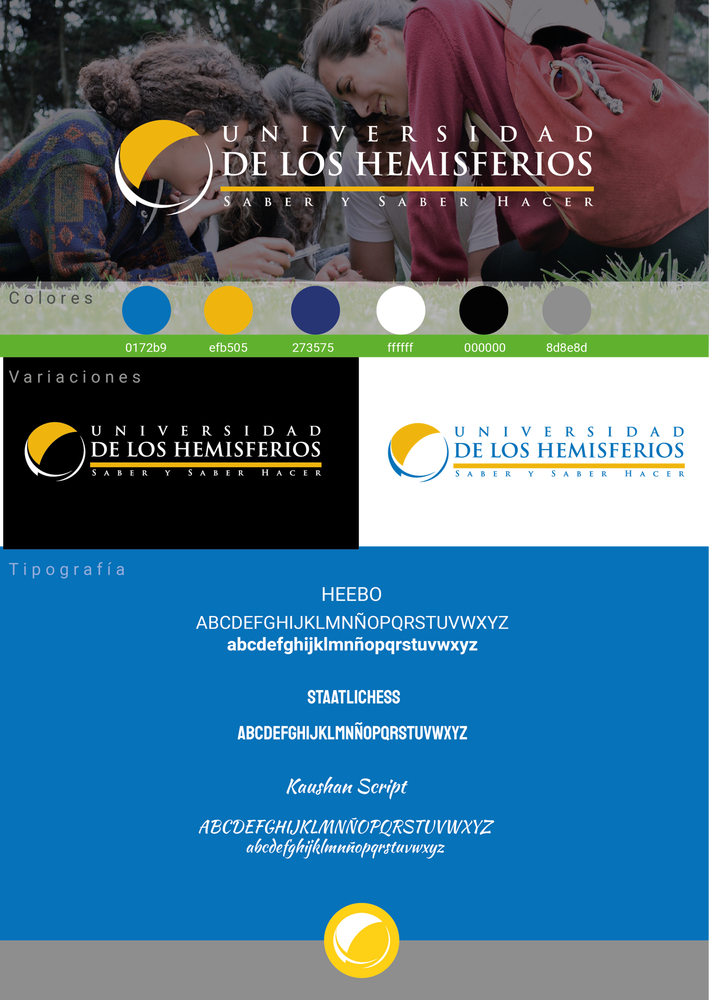 UNIVERSIDAD
DE LOS HEMISFERIOS
SABER Y SABER HACER
Colores
0172b9 efb505 273575 ffffff 000000 8d8e8d
Variaciones
UNIVERSIDAD
DE LOS HEMISFERIOS
SABER Y SABER HACER
UNIVERSIDAD
DE LOS HEMISFERIOS
SABER Y SABER HACER
Tipografía
HEEBO
ABCDEFGHIJKLMNÑOPQRSTUVWXYZ
abcdefghijklmnñopqrstuvwxyz
STAATLICHESS
ABCDEFGHIJKLMNÑOPQRSTUVWXYZ
Kaushan Script
ABCDEFGHIJKLMNÑOPQRSTUVWXYZ
abcdefghijklmnñopqrstuvwxyz